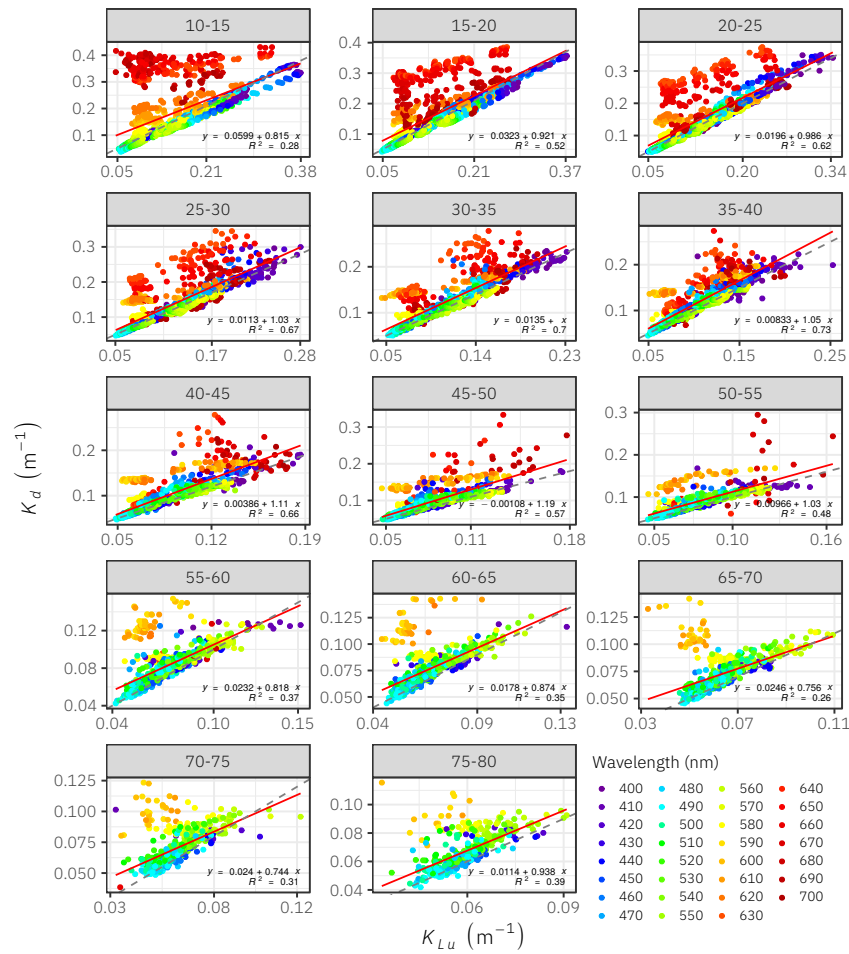 10-15
15-20
20-25
0.4
0.3
0.2
0.1
y = 0.0599 + 0.815 x
R² = 0.28
0.05 0.21 0.38
0.4
0.3
0.2
0.1
y = 0.0323 + 0.921 x
R² = 0.52
0.05 0.21 0.37
0.3
0.2
0.1
y = 0.0196 + 0.986 x
R² = 0.62
0.05 0.20 0.34
25-30
30-35
35-40
0.3
0.2
0.1
y = 0.0113 + 1.03 x
R² = 0.67
0.05 0.17 0.28
0.2
0.1
y = 0.0135 + x
R² = 0.7
0.05 0.14 0.23
0.2
0.1
y = 0.00833 + 1.05 x
R² = 0.73
0.05 0.15 0.25
40-45
45-50
50-55
0.2
0.1
y = 0.00386 + 1.11 x
R² = 0.66
0.05 0.12 0.19
0.3
0.2
0.1
y = − 0.00108 + 1.19 x
R² = 0.57
0.05 0.11 0.18
0.3
0.2
0.1
y = 0.00966 + 1.03 x
R² = 0.48
0.05 0.10 0.16
55-60
60-65
65-70
0.12
0.08
0.04
y = 0.0232 + 0.818 x
R² = 0.37
0.04 0.10 0.15
0.125
0.100
0.075
0.050
y = 0.0178 + 0.874 x
R² = 0.35
0.04 0.09 0.13
0.125
0.100
0.075
0.050
y = 0.0246 + 0.756 x
R² = 0.26
0.03 0.07 0.11
70-75
75-80
0.125
0.100
0.075
0.050
y = 0.024 + 0.744 x
R² = 0.31
0.03 0.08 0.12
0.10
0.08
0.06
0.04
y = 0.0114 + 0.938 x
R² = 0.39
0.06 0.09
K_d (m⁻¹)
K_Lu (m⁻¹)
Wavelength (nm)
400 480 560 640
410 490 570 650
420 500 580 660
430 510 590 670
440 520 600 680
450 530 610 690
460 540 620 700
470 550 630